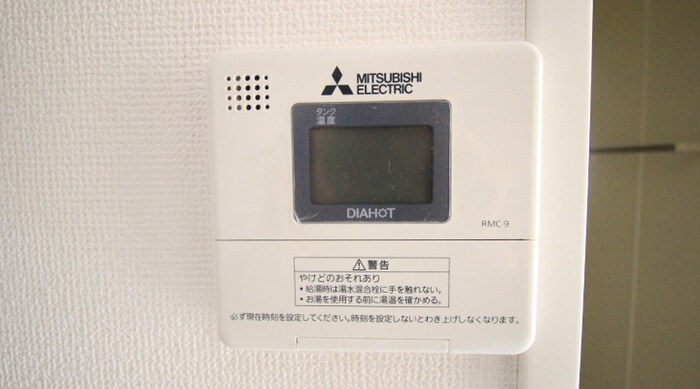 MITSUBISHI
ELECTRIC
タンク
温度
DIAHOT
RMC-9
警告
やけどのおそれあり
・給湯時は湯水混合栓に手を触れない。
・お湯を使用する前に湯温を確かめる。
必ず現在時刻を設定してください。時刻を設定しないとわき上げしなくなります。